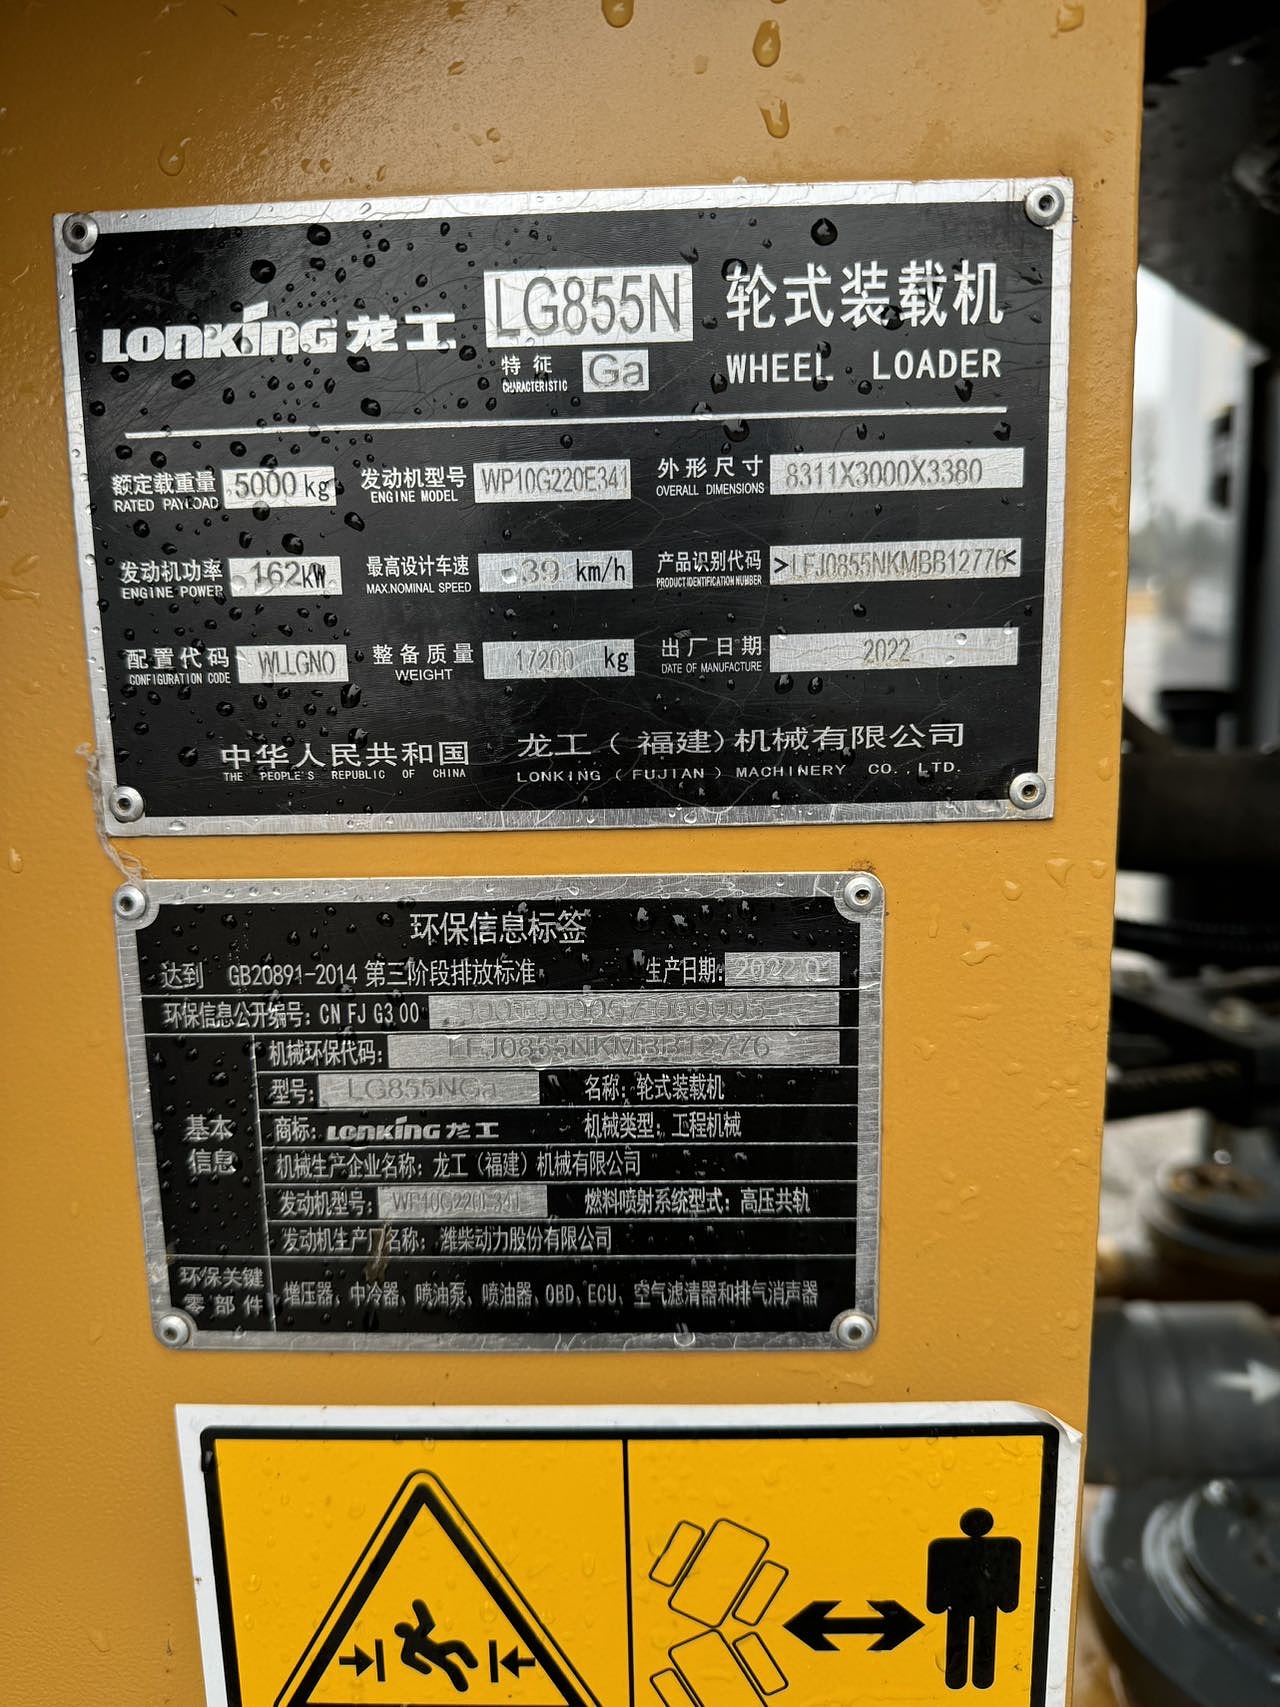 LONKING 龙工 LG855N 轮式装载机
特征 CHARACTERISTIC Ga WHEEL LOADER
额定载重量 5000 kg 发动机型号 WP10G220E341 外形尺寸 8311X3000X3380
RATED PAYLOAD ENGINE MODEL OVERALL DIMENSIONS
发动机功率 162kW 最高设计车速 39 km/h 产品识别代码 >LFJ0855NKMBB12776<
ENGINE POWER MAX.NOMINAL SPEED PRODUCT IDENTIFICATION NUMBER
配置代码 WLLGNO 整备质量 17200 kg 出厂日期 2022
CONFIGURATION CODE WEIGHT DATE OF MANUFACTURE
中华人民共和国 龙工(福建)机械有限公司
THE PEOPLE'S REPUBLIC OF CHINA LONKING (FUJIAN) MACHINERY CO.,LTD.
环保信息标签
达到 GB20891-2014 第三阶段排放标准 生产日期:
环保信息公开编号: CN FJ G3 00
机械环保代码: LFJ0855NKMBB12776
型号: LG855NGa 名称: 轮式装载机
基本信息
商标: LONKING 龙工 机械类型: 工程机械
机械生产企业名称: 龙工(福建)机械有限公司
发动机型号: WP10G220E341 燃料喷射系统型式: 高压共轨
发动机生产厂名称: 潍柴动力股份有限公司
环保关键零部件 增压器、中冷器、喷油泵、喷油器、OBD、ECU、空气滤清器和排气消声器